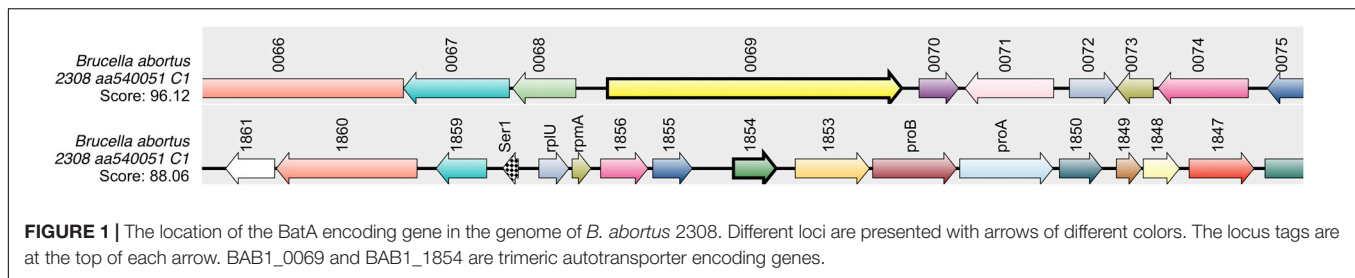 0066 0067 0068 0069 0070 0071 0072 0073 0074 0075
Brucella abortus
2308 aa540051 C1
Score: 96.12
1861 1860 1859 Ser1 rplU rpmA 1856 1855 1854 1853 proB proA 1850 1849 1848 1847
Brucella abortus
2308 aa540051 C1
Score: 88.06
FIGURE 1 | The location of the BatA encoding gene in the genome of B. abortus 2308. Different loci are presented with arrows of different colors. The locus tags are
at the top of each arrow. BAB1_0069 and BAB1_1854 are trimeric autotransporter encoding genes.